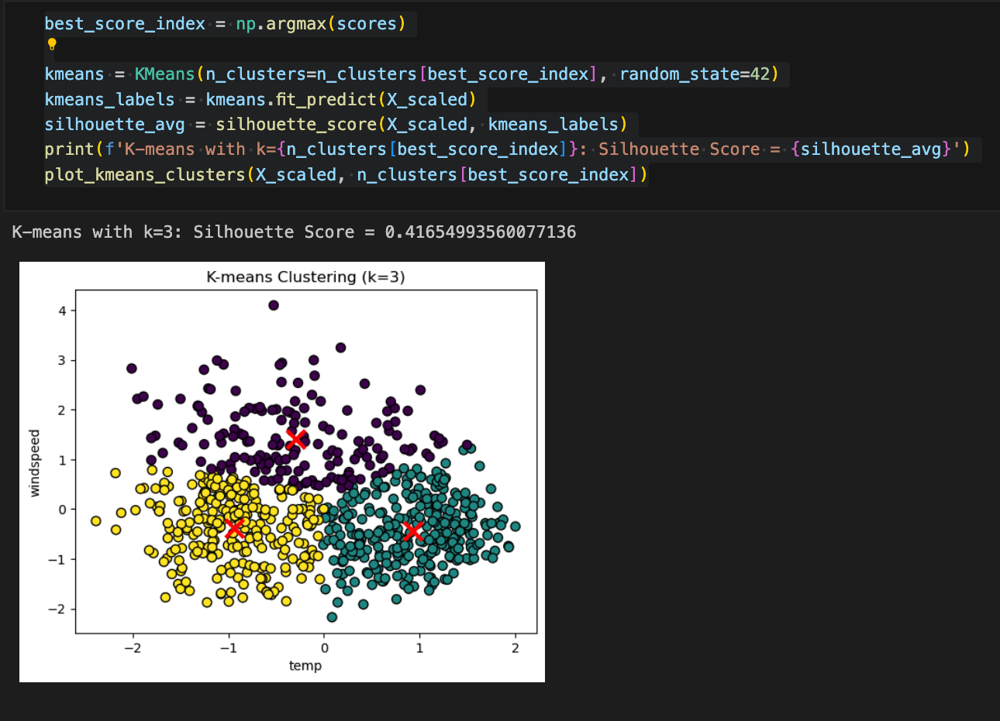 best_score_index = np.argmax(scores)
kmeans = KMeans(n_clusters=n_clusters[best_score_index], random_state=42)
kmeans_labels = kmeans.fit_predict(X_scaled)
silhouette_avg = silhouette_score(X_scaled, kmeans_labels)
print(f'K-means with k={n_clusters[best_score_index]}: Silhouette Score = {silhouette_avg}')
plot_kmeans_clusters(X_scaled, n_clusters[best_score_index])
K-means with k=3: Silhouette Score = 0.41654993560077136
K-means Clustering (k=3)
4
3
2
1
0
−1
−2
windspeed
−2 −1 0 1 2
temp